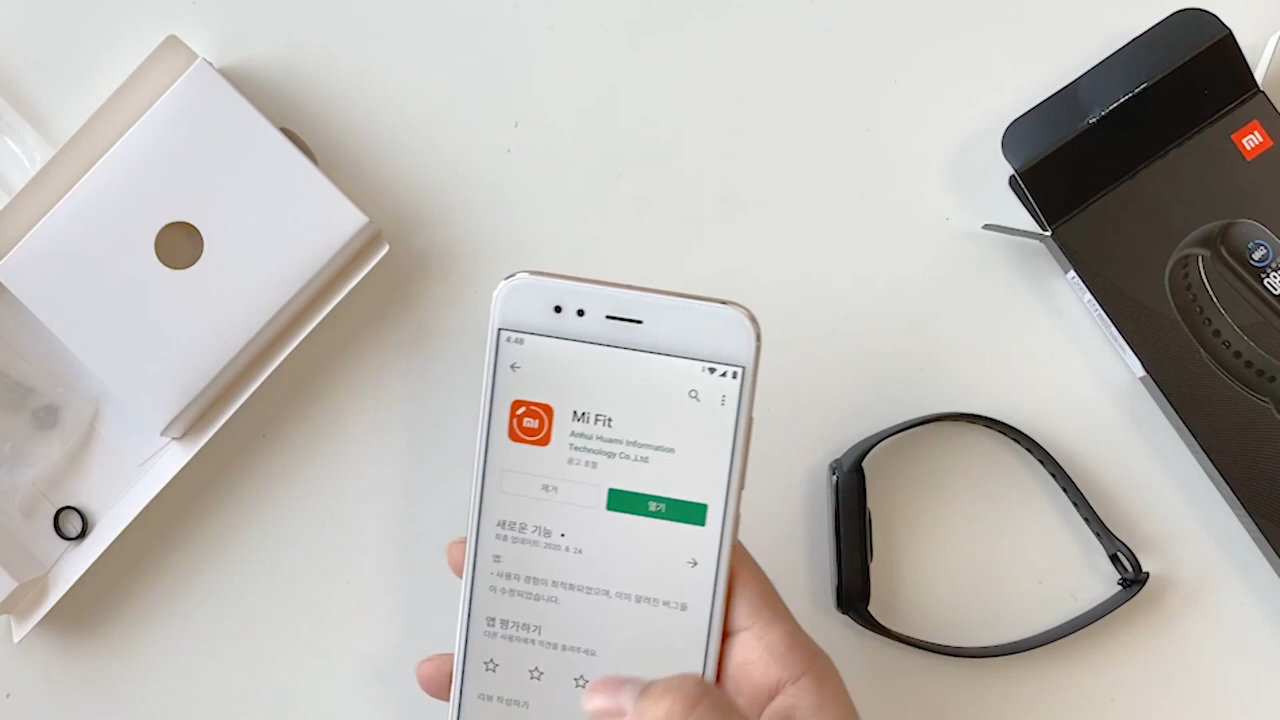 4:48
mi
Mi Fit
Anhui Huami Information
Technology Co.,Ltd.
광고 포함
제거
열기
새로운 기능
최종 업데이트: 2020. 8. 24
앱:
- 사용자 경험이 최적화되었으며, 이미 알려진 버그들
이 수정되었습니다.
앱 평가하기
다른 사용자에게 의견을 들려주세요.
리뷰 작성하기
mi